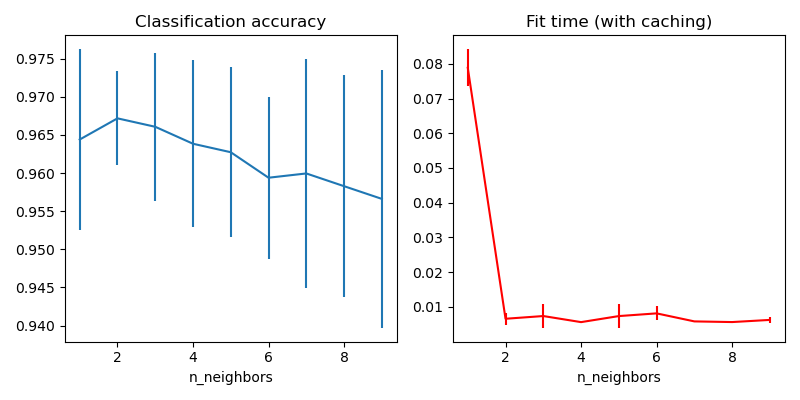 Classification accuracy
0.975
0.970
0.965
0.960
0.955
0.950
0.945
0.940
2 4 6 8
n_neighbors
Fit time (with caching)
0.08
0.07
0.06
0.05
0.04
0.03
0.02
0.01
2 4 6 8
n_neighbors